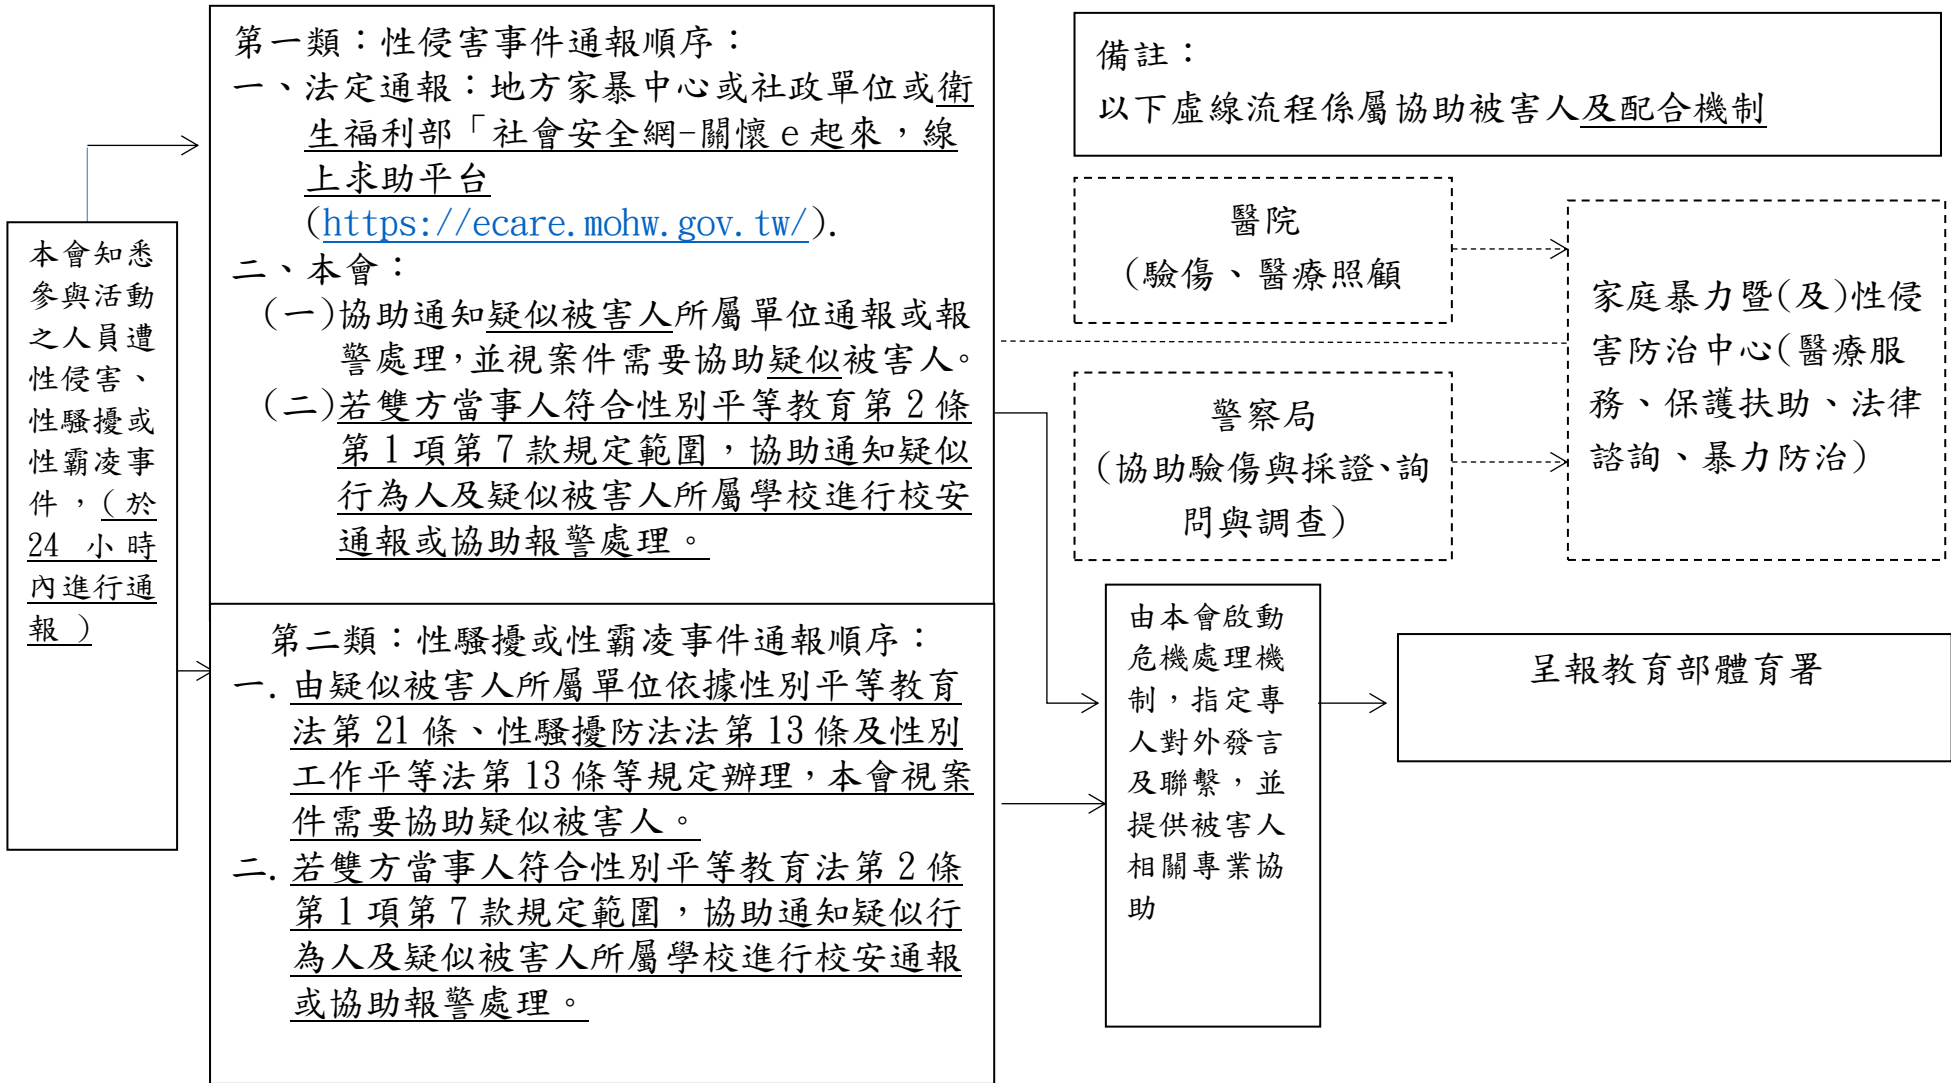 本會知悉
參與活動
之人員遭
性侵害、
性騷擾或
性霸凌事
件，(於
24 小時
內進行通
報 )
第一類：性侵害事件通報順序：
一、法定通報：地方家暴中心或社政單位或衛
生福利部「社會安全網-關懷 e 起來，線
上求助平台
(https://ecare.mohw.gov.tw/).
二、本會：
(一)協助通知疑似被害人所屬單位通報或報
警處理，並視案件需要協助疑似被害人。
(二)若雙方當事人符合性別平等教育第 2 條
第 1 項第 7 款規定範圍，協助通知疑似
行為人及疑似被害人所屬學校進行校安
通報或協助報警處理。
第二類：性騷擾或性霸凌事件通報順序：
一. 由疑似被害人所屬單位依據性別平等教育
法第 21 條、性騷擾防法法第 13 條及性別
工作平等法第 13 條等規定辦理，本會視案
件需要協助疑似被害人。
二. 若雙方當事人符合性別平等教育法第 2 條
第 1 項第 7 款規定範圍，協助通知疑似行
為人及疑似被害人所屬學校進行校安通報
或協助報警處理。
備註：
以下虛線流程係屬協助被害人及配合機制
醫院
(驗傷、醫療照顧
警察局
(協助驗傷與採證、詢
問與調查)
家庭暴力暨(及)性侵
害防治中心(醫療服
務、保護扶助、法律
諮詢、暴力防治)
由本會啟動
危機處理機
制，指定專
人對外發言
及聯繫，並
提供被害人
相關專業協
助
呈報教育部體育署